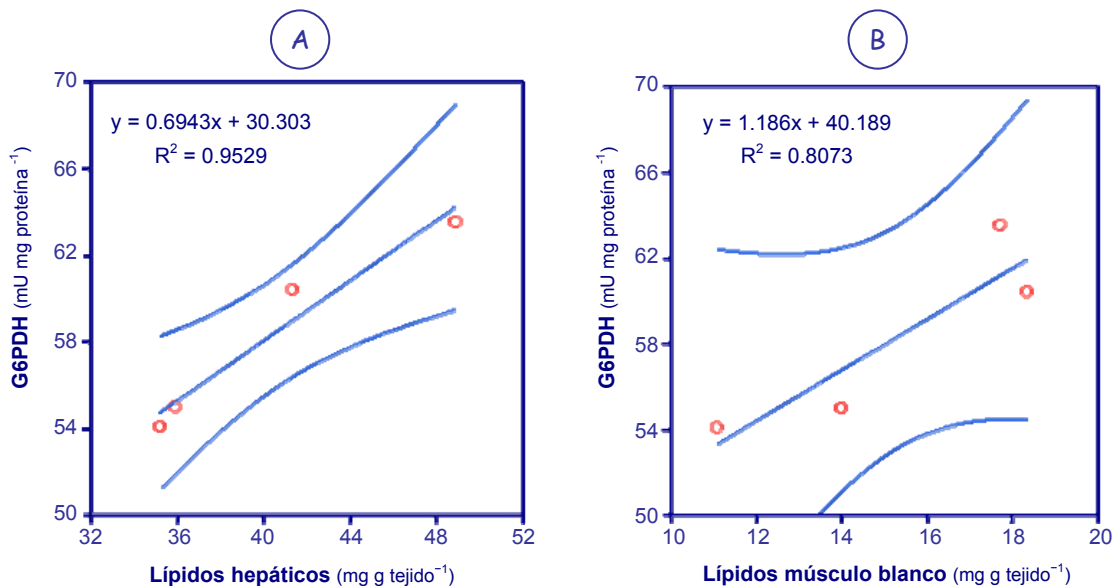 A
70
66
62
58
54
50
G6PDH (mU mg proteína⁻¹)
y = 0.6943x + 30.303
R² = 0.9529
32 36 40 44 48 52
Lípidos hepáticos (mg g tejido⁻¹)
B
70
66
62
58
54
50
G6PDH (mU mg proteína⁻¹)
y = 1.186x + 40.189
R² = 0.8073
10 12 14 16 18 20
Lípidos músculo blanco (mg g tejido⁻¹)